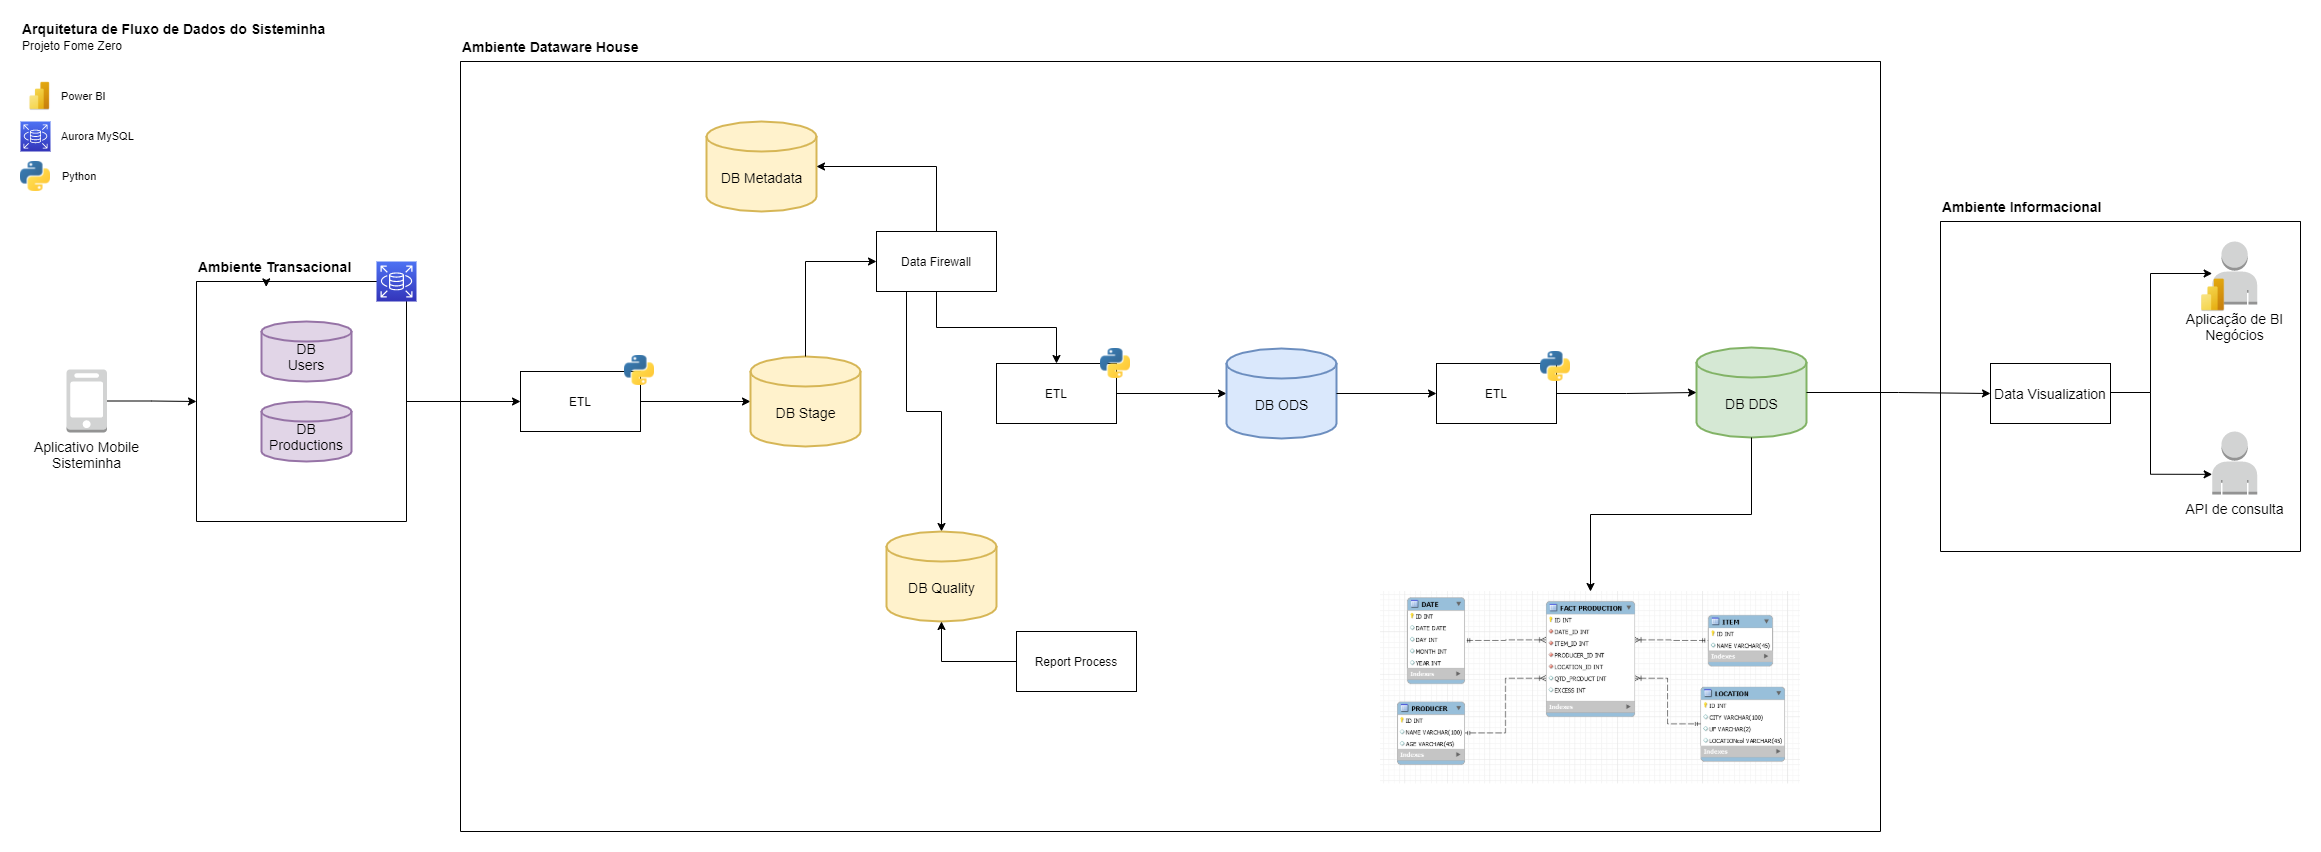 Arquitetura de Fluxo de Dados do Sisteminha
Projeto Fome Zero
Power BI
Aurora MySQL
Python
Aplicativo Mobile
Sisteminha
Ambiente Transacional
DB
Users
DB
Productions
Ambiente Dataware House
ETL
DB Stage
DB Metadata
Data Firewall
DB Quality
Report Process
ETL
DB ODS
ETL
DB DDS
DATE
ID INT
DATE DATE
DAY INT
MONTH INT
YEAR INT
Indexes
PRODUCER
ID INT
NAME VARCHAR(100)
AGE VARCHAR(45)
Indexes
FACT PRODUCTION
ID INT
DATE_ID INT
ITEM_ID INT
PRODUCER_ID INT
LOCATION_ID INT
QTD_PRODUCT INT
EXCESS INT
Indexes
ITEM
ID INT
NAME VARCHAR(45)
Indexes
LOCATION
ID INT
CITY VARCHAR(100)
UF VARCHAR(2)
LOCATIONcol VARCHAR(45)
Indexes
Ambiente Informacional
Data Visualization
Aplicação de BI
Negócios
API de consulta